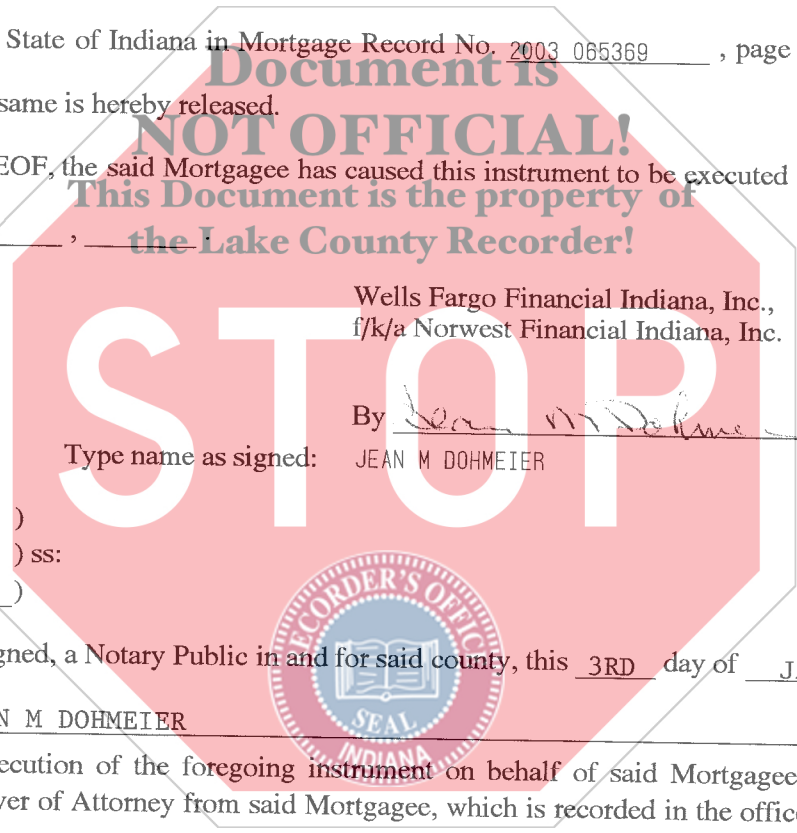 State of Indiana in Mortgage Record No. 2003 065369 , page
Document is
same is hereby released.
NOT OFFICIAL!
EOF, the said Mortgagee has caused this instrument to be executed
This Document is the property of
, .
the Lake County Recorder!
Wells Fargo Financial Indiana, Inc.,
f/k/a Norwest Financial Indiana, Inc.
STOP
By Jean M Dohme
Type name as signed: JEAN M DOHMEIER
)
) ss:
)
RECORDER'S OFFICE
gned, a Notary Public in and for said county, this 3RD day of J
N M DOHMEIER
SEAL
INDIANA
ecution of the foregoing instrument on behalf of said Mortgagee
ver of Attorney from said Mortgagee, which is recorded in the office